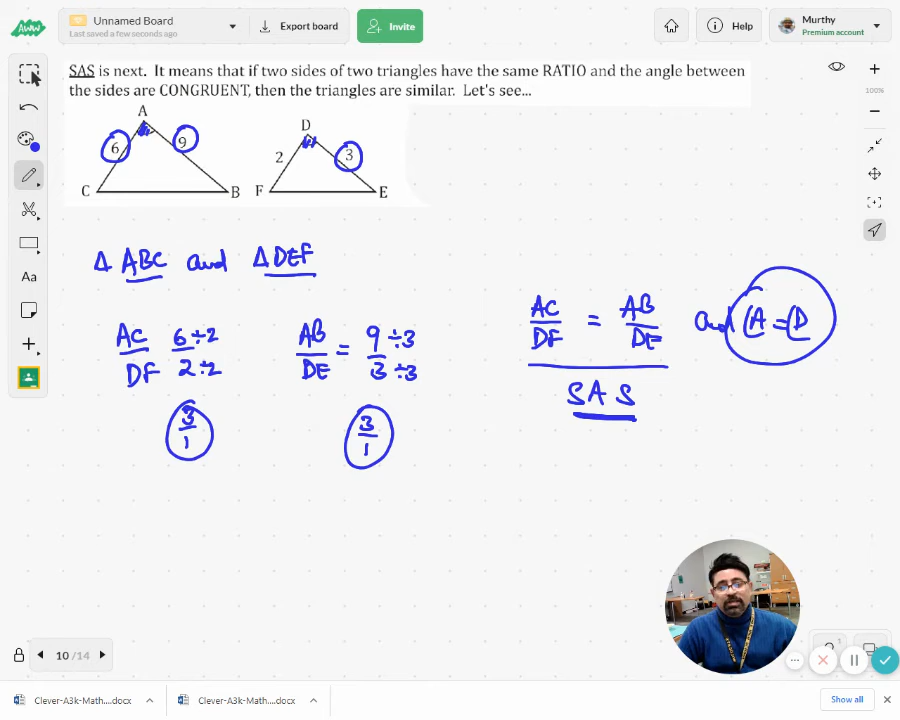 Unnamed Board
Last saved a few seconds ago
Export board
Invite
Help
Murthy
Premium account
SAS is next. It means that if two sides of two triangles have the same RATIO and the angle between
the sides are CONGRUENT, then the triangles are similar. Let's see...
100%
A
6
9
C
B
D
2
3
F
E
Δ ABC and Δ DEF
AC/DF 6÷2/2÷2
3/1
AB/DE = 9÷3/3÷3
3/1
AC/DF = AB/DE and ∠A = ∠D
SAS
Aa
10 /14
1
Clever-A3k-Math....docx
Clever-A3k-Math....docx
Show all